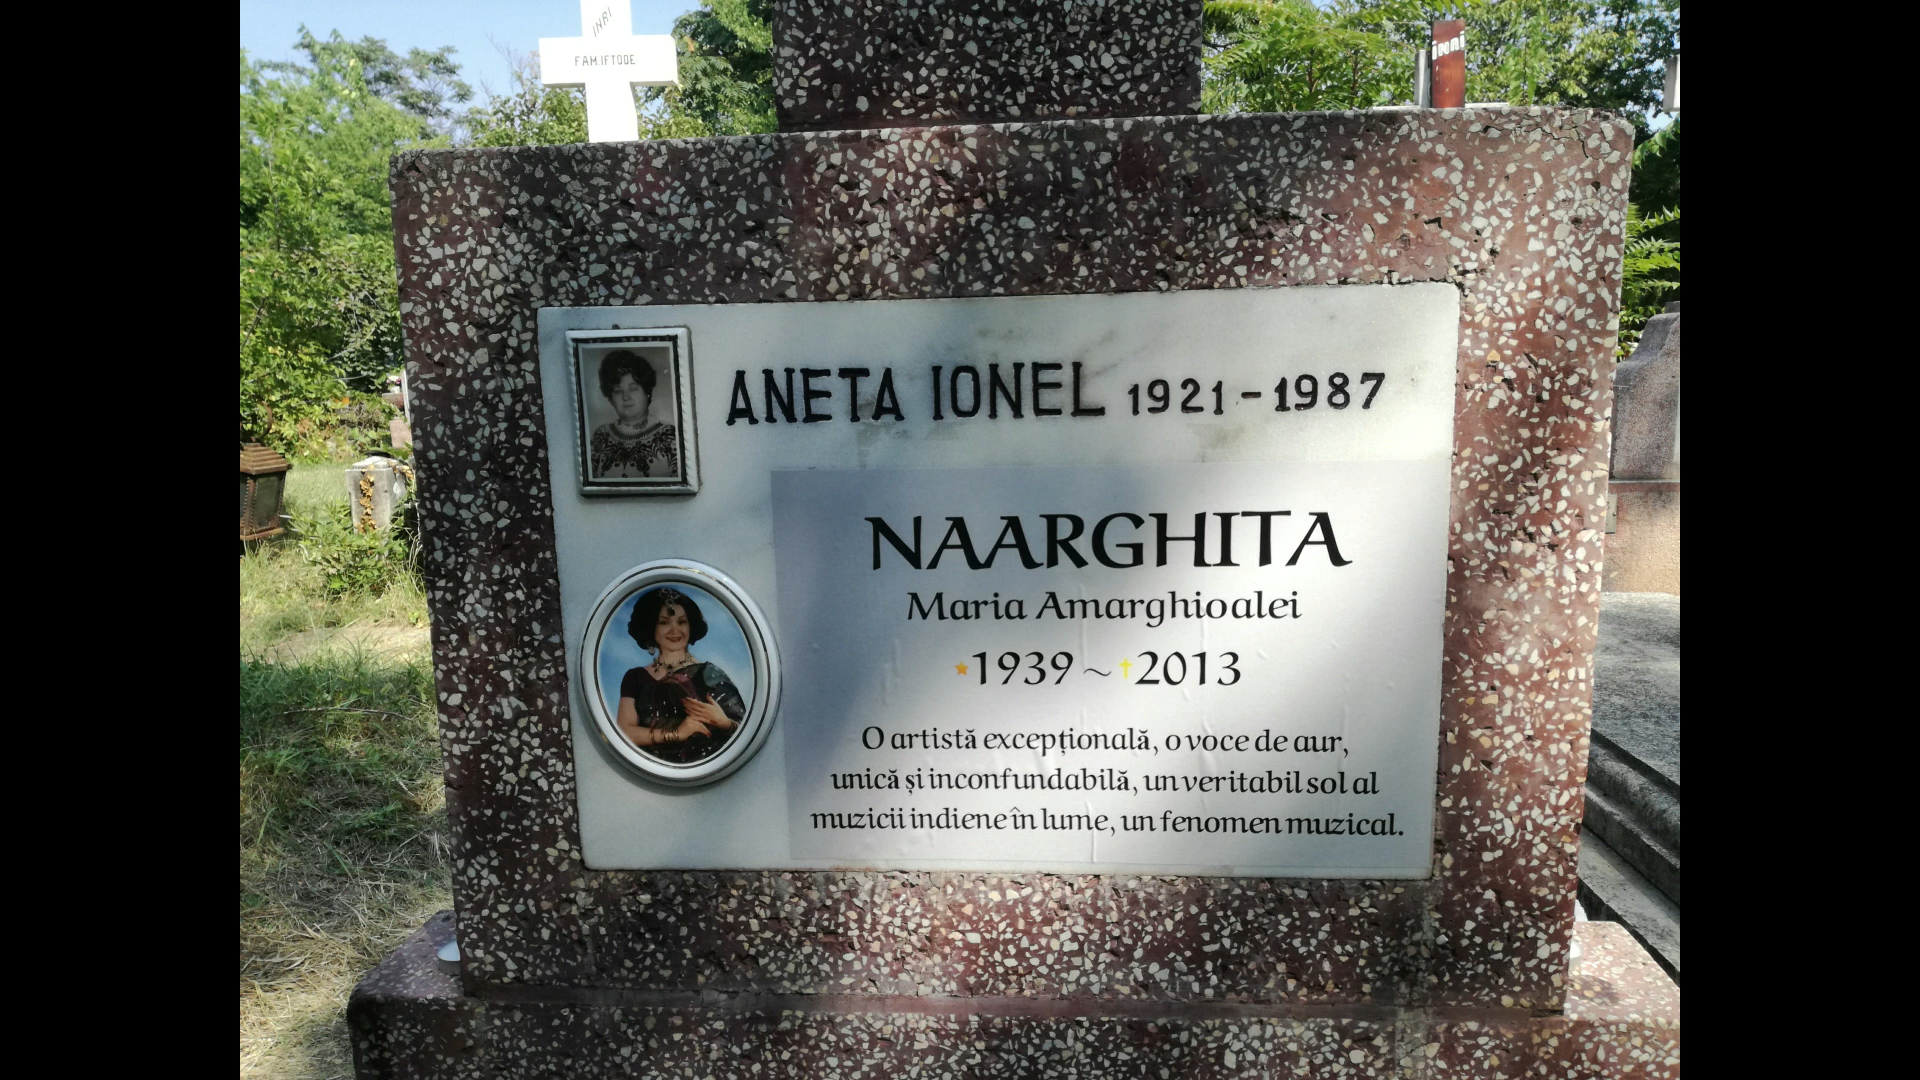 INRI
FAM.IFTODE
INRI
ANETA IONEL 1921-1987
NAARGHITA
Maria Amarghioalei
1939 ~ 2013
O artistă excepțională, o voce de aur,
unică și inconfundabilă, un veritabil sol al
muzicii indiene în lume, un fenomen muzical.